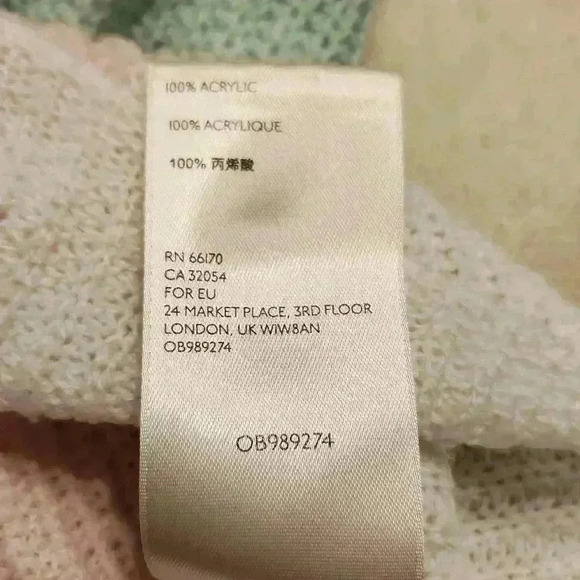 100% ACRYLIC
100% ACRYLIQUE
100% 丙烯酸
RN 66170
CA 32054
FOR EU
24 MARKET PLACE, 3RD FLOOR
LONDON, UK W1W8AN
OB989274
OB989274